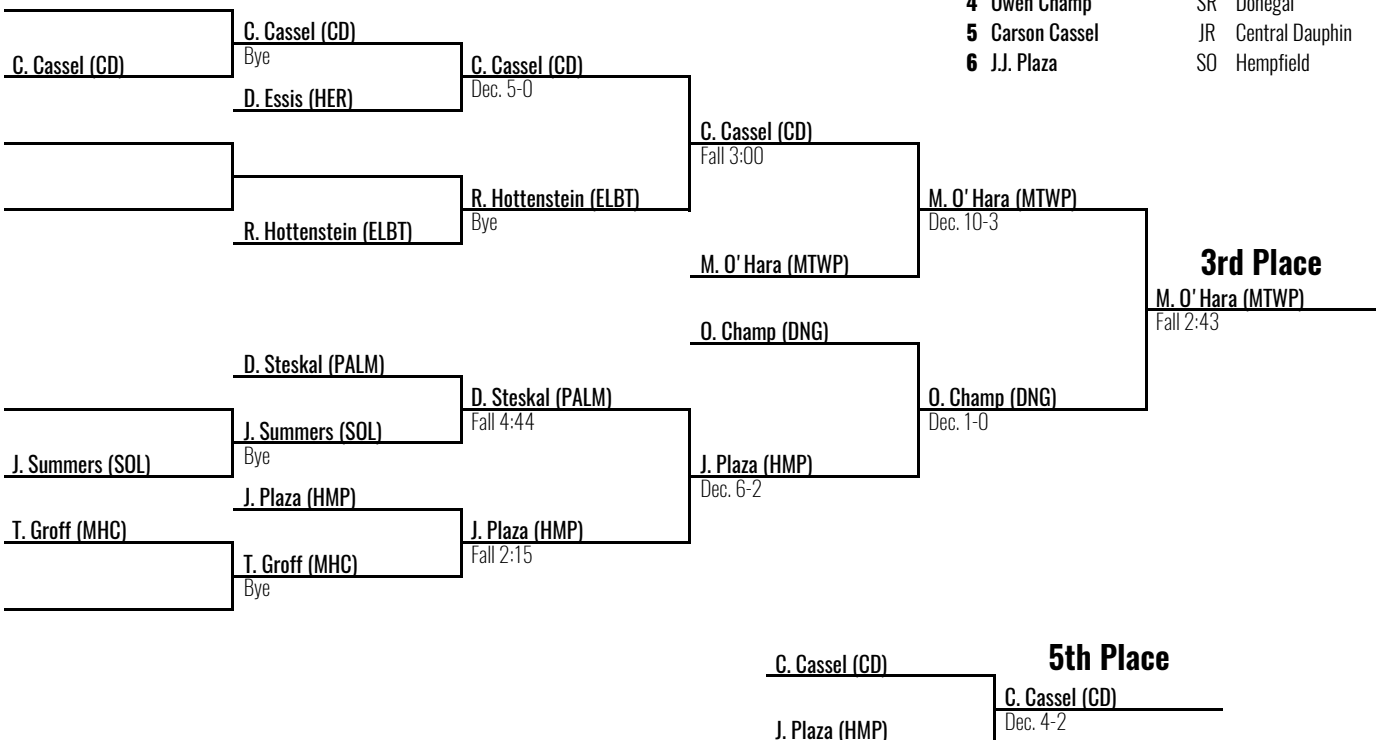 4 Owen Champ SR Donegal
5 Carson Cassel JR Central Dauphin
6 J.J. Plaza SO Hempfield
C. Cassel (CD)
C. Cassel (CD)
Bye
D. Essis (HER)
C. Cassel (CD)
Dec. 5-0
R. Hottenstein (ELBT)
R. Hottenstein (ELBT)
Bye
C. Cassel (CD)
Fall 3:00
M. O'Hara (MTWP)
M. O'Hara (MTWP)
Dec. 10-3
3rd Place
M. O'Hara (MTWP)
Fall 2:43
O. Champ (DNG)
O. Champ (DNG)
Dec. 1-0
D. Steskal (PALM)
D. Steskal (PALM)
Fall 4:44
J. Summers (SOL)
Bye
J. Summers (SOL)
J. Plaza (HMP)
Dec. 6-2
J. Plaza (HMP)
J. Plaza (HMP)
Fall 2:15
T. Groff (MHC)
T. Groff (MHC)
Bye
5th Place
C. Cassel (CD)
C. Cassel (CD)
Dec. 4-2
J. Plaza (HMP)